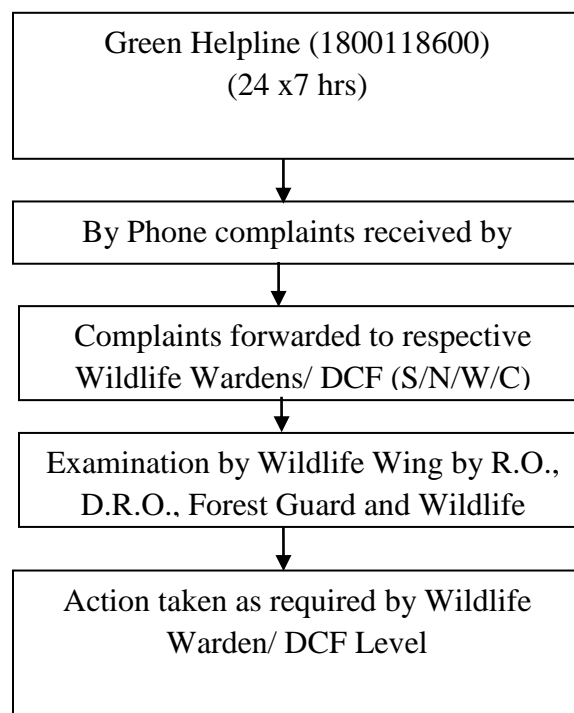 Green Helpline (1800118600)
(24 x7 hrs)
By Phone complaints received by
Complaints forwarded to respective
Wildlife Wardens/ DCF (S/N/W/C)
Examination by Wildlife Wing by R.O.,
D.R.O., Forest Guard and Wildlife
Action taken as required by Wildlife
Warden/ DCF Level